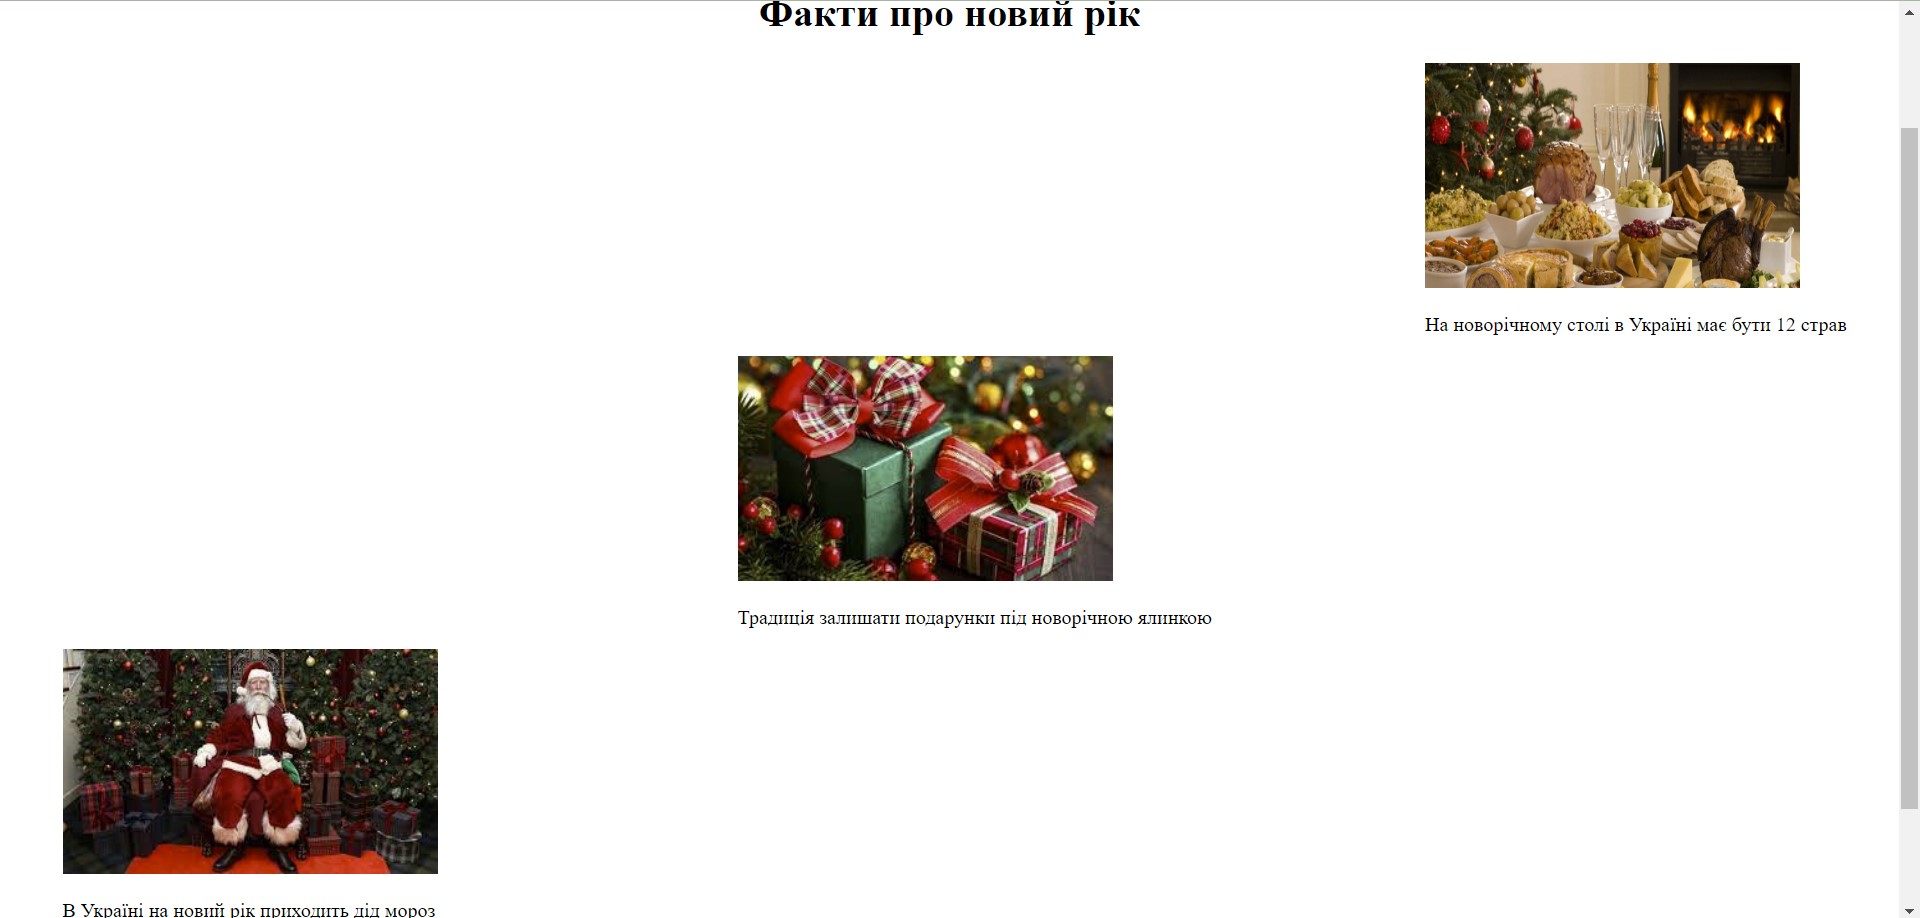 Факти про новий рік
На новорічному столі в Україні має бути 12 страв
Традиція залишати подарунки під новорічною ялинкою
В Україні на новий рік приходить дід мороз